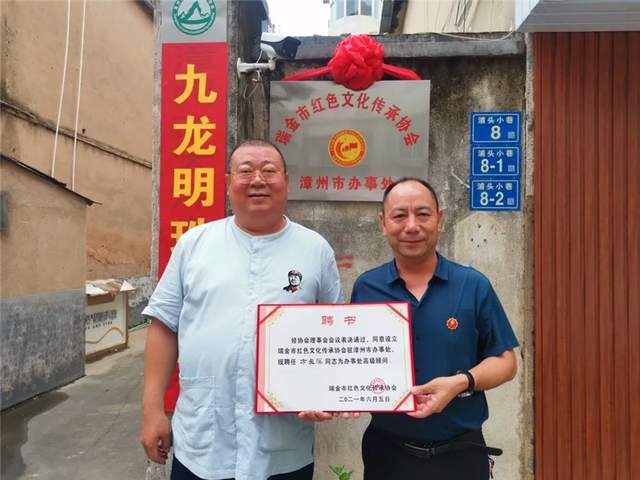 九龙明珠
瑞金市红色文化传承协会
漳州市办事处
浦头小巷
8
浦头小巷
8-1
浦头小巷
8-2
聘书
经协会理事会会议表决通过，同意设立
瑞金市红色文化传承协会驻漳州市办事处。
现聘任
同志为办事处高级顾问。
瑞金市红色文化传承协会
二〇二一年六月五日